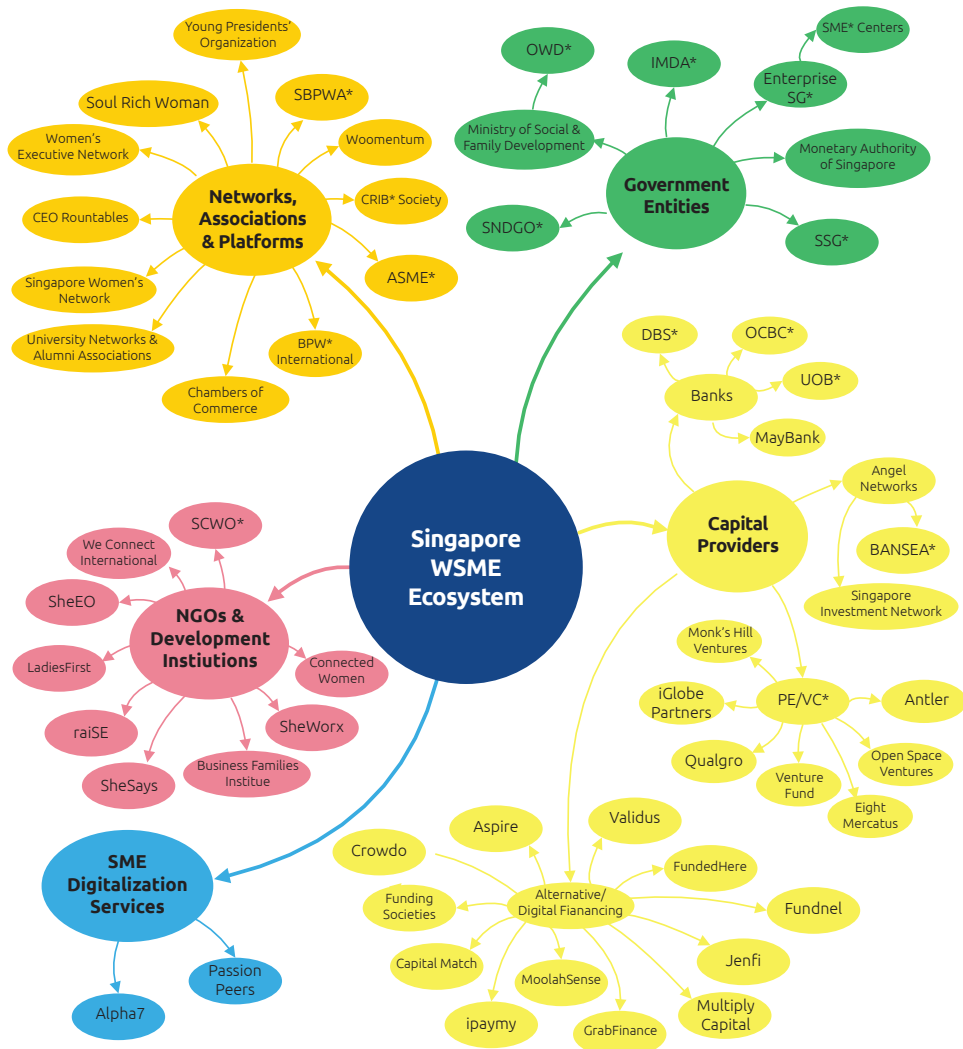 Young Presidents'
Organization
Soul Rich Woman
SBPWA*
Women's
Executive Network
Woomentum
CEO Rountables
Networks,
Associations
& Platforms
CRIB* Society
Singapore Women's
Network
ASME*
University Networks &
Alumni Associations
BPW*
International
Chambers of
Commerce
OWD*
IMDA*
SME* Centers
Enterprise
SG*
Ministry of Social &
Family Development
Government
Entities
Monetary Authority
of Singapore
SNDGO*
SSG*
DBS*
OCBC*
Banks
UOB*
MayBank
Angel
Networks
Capital
Providers
BANSEA*
Singapore
Investment Network
Singapore
WSME
Ecosystem
SCWO*
We Connect
International
SheEO
NGOs &
Development
Instiutions
LadiesFirst
Connected
Women
raiSE
SheWorx
SheSays
Business Families
Institue
Monk's Hill
Ventures
iGlobe
Partners
PE/VC*
Antler
Qualgro
Venture
Fund
Open Space
Ventures
Eight
Mercatus
SME
Digitalization
Services
Passion
Peers
Alpha7
Crowdo
Aspire
Validus
FundedHere
Funding
Societies
Alternative/
Digital Fianancing
Fundnel
Capital Match
MoolahSense
Jenfi
ipaymy
GrabFinance
Multiply
Capital